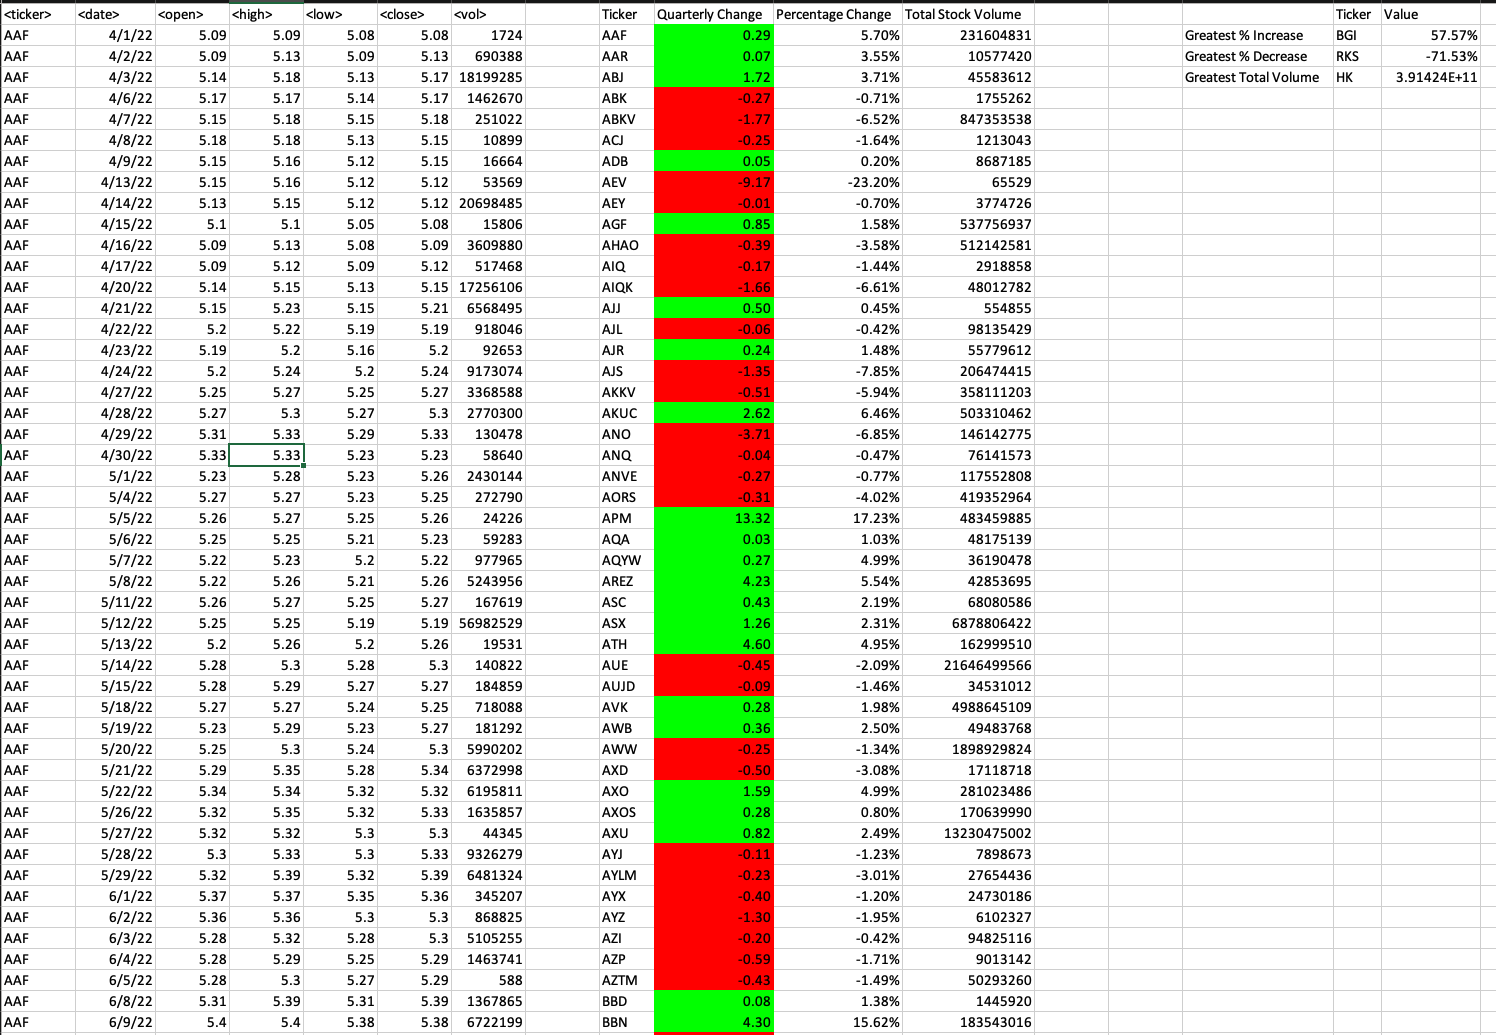 <ticker> <date> <open> <high> <low> <close> <vol> Ticker Quarterly Change Percentage Change Total Stock Volume Ticker Value
AAF 4/1/22 5.09 5.09 5.08 5.08 1724 AAF 0.29 5.70% 231604831 Greatest % Increase BGI 57.57%
AAF 4/2/22 5.09 5.13 5.09 5.13 690388 AAR 0.07 3.55% 10577420 Greatest % Decrease RKS -71.53%
AAF 4/3/22 5.14 5.18 5.13 5.17 18199285 ABJ 1.72 3.71% 45583612 Greatest Total Volume HK 3.91424E+11
AAF 4/6/22 5.17 5.17 5.14 5.17 1462670 ABK -0.27 -0.71% 1755262
AAF 4/7/22 5.15 5.18 5.15 5.18 251022 ABKV -1.77 -6.52% 847353538
AAF 4/8/22 5.18 5.18 5.13 5.15 10899 ACJ -0.25 -1.64% 1213043
AAF 4/9/22 5.15 5.16 5.12 5.15 16664 ADB 0.05 0.20% 8687185
AAF 4/13/22 5.15 5.16 5.12 5.12 53569 AEV -9.17 -23.20% 65529
AAF 4/14/22 5.13 5.15 5.12 5.12 20698485 AEY -0.01 -0.70% 3774726
AAF 4/15/22 5.1 5.1 5.05 5.08 15806 AGF 0.85 1.58% 537756937
AAF 4/16/22 5.09 5.13 5.08 5.09 3609880 AHAO -0.39 -3.58% 512142581
AAF 4/17/22 5.09 5.12 5.09 5.12 517468 AIQ -0.17 -1.44% 2918858
AAF 4/20/22 5.14 5.15 5.13 5.15 17256106 AIQK -1.66 -6.61% 48012782
AAF 4/21/22 5.15 5.23 5.15 5.21 6568495 AJJ 0.50 0.45% 554855
AAF 4/22/22 5.2 5.22 5.19 5.19 918046 AJL -0.06 -0.42% 98135429
AAF 4/23/22 5.19 5.2 5.16 5.2 92653 AJR 0.24 1.48% 55779612
AAF 4/24/22 5.2 5.24 5.2 5.24 9173074 AJS -1.35 -7.85% 206474415
AAF 4/27/22 5.25 5.27 5.25 5.27 3368588 AKKV -0.51 -5.94% 358111203
AAF 4/28/22 5.27 5.3 5.27 5.3 2770300 AKUC 2.62 6.46% 503310462
AAF 4/29/22 5.31 5.33 5.29 5.33 130478 ANO -3.71 -6.85% 146142775
AAF 4/30/22 5.33 5.33 5.23 5.23 58640 ANQ -0.04 -0.47% 76141573
AAF 5/1/22 5.23 5.28 5.23 5.26 2430144 ANVE -0.27 -0.77% 117552808
AAF 5/4/22 5.27 5.27 5.23 5.25 272790 AORS -0.31 -4.02% 419352964
AAF 5/5/22 5.26 5.27 5.25 5.26 24226 APM 13.32 17.23% 483459885
AAF 5/6/22 5.25 5.25 5.21 5.23 59283 AQA 0.03 1.03% 48175139
AAF 5/7/22 5.22 5.23 5.2 5.22 977965 AQYW 0.27 4.99% 36190478
AAF 5/8/22 5.22 5.26 5.21 5.26 5243956 AREZ 4.23 5.54% 42853695
AAF 5/11/22 5.26 5.27 5.25 5.27 167619 ASC 0.43 2.19% 68080586
AAF 5/12/22 5.25 5.25 5.19 5.19 56982529 ASX 1.26 2.31% 6878806422
AAF 5/13/22 5.2 5.26 5.2 5.26 19531 ATH 4.60 4.95% 162999510
AAF 5/14/22 5.28 5.3 5.28 5.3 140822 AUE -0.45 -2.09% 21646499566
AAF 5/15/22 5.28 5.29 5.27 5.27 184859 AUJD -0.09 -1.46% 34531012
AAF 5/18/22 5.27 5.27 5.24 5.25 718088 AVK 0.28 1.98% 4988645109
AAF 5/19/22 5.23 5.29 5.23 5.27 181292 AWB 0.36 2.50% 49483768
AAF 5/20/22 5.25 5.3 5.24 5.3 5990202 AWW -0.25 -1.34% 1898929824
AAF 5/21/22 5.29 5.35 5.28 5.34 6372998 AXD -0.50 -3.08% 17118718
AAF 5/22/22 5.34 5.34 5.32 5.32 6195811 AXO 1.59 4.99% 281023486
AAF 5/26/22 5.32 5.35 5.32 5.33 1635857 AXOS 0.28 0.80% 170639990
AAF 5/27/22 5.32 5.32 5.3 5.3 44345 AXU 0.82 2.49% 13230475002
AAF 5/28/22 5.3 5.33 5.3 5.33 9326279 AYJ -0.11 -1.23% 7898673
AAF 5/29/22 5.32 5.39 5.32 5.39 6481324 AYLM -0.23 -3.01% 27654436
AAF 6/1/22 5.37 5.37 5.35 5.36 345207 AYX -0.40 -1.20% 24730186
AAF 6/2/22 5.36 5.36 5.3 5.3 868825 AYZ -1.30 -1.95% 6102327
AAF 6/3/22 5.28 5.32 5.28 5.3 5105255 AZI -0.20 -0.42% 94825116
AAF 6/4/22 5.28 5.29 5.25 5.29 1463741 AZP -0.59 -1.71% 9013142
AAF 6/5/22 5.28 5.3 5.27 5.29 588 AZTM -0.43 -1.49% 50293260
AAF 6/8/22 5.31 5.39 5.31 5.39 1367865 BBD 0.08 1.38% 1445920
AAF 6/9/22 5.4 5.4 5.38 5.38 6722199 BBN 4.30 15.62% 183543016